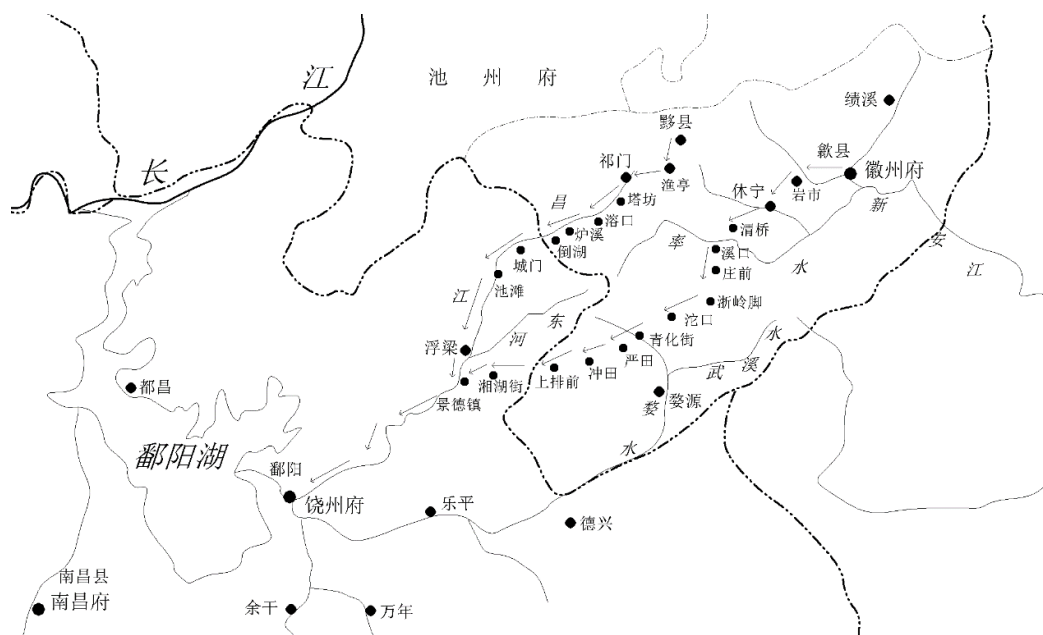 池州府
长江
绩溪
黟县
歙县
徽州府
祁门
渔亭
岩市
休宁
塔坊
新安江
昌江
溶口
渭桥
炉溪
倒湖
率水
溪口
城门
庄前
池滩
浙岭脚
沱口
东河
青化街
浮梁
严田
武溪水
冲田
上排前
湘湖街
景德镇
都昌
婺源
婺水
鄱阳湖
鄱阳
饶州府
乐平
德兴
南昌县
南昌府
余干
万年